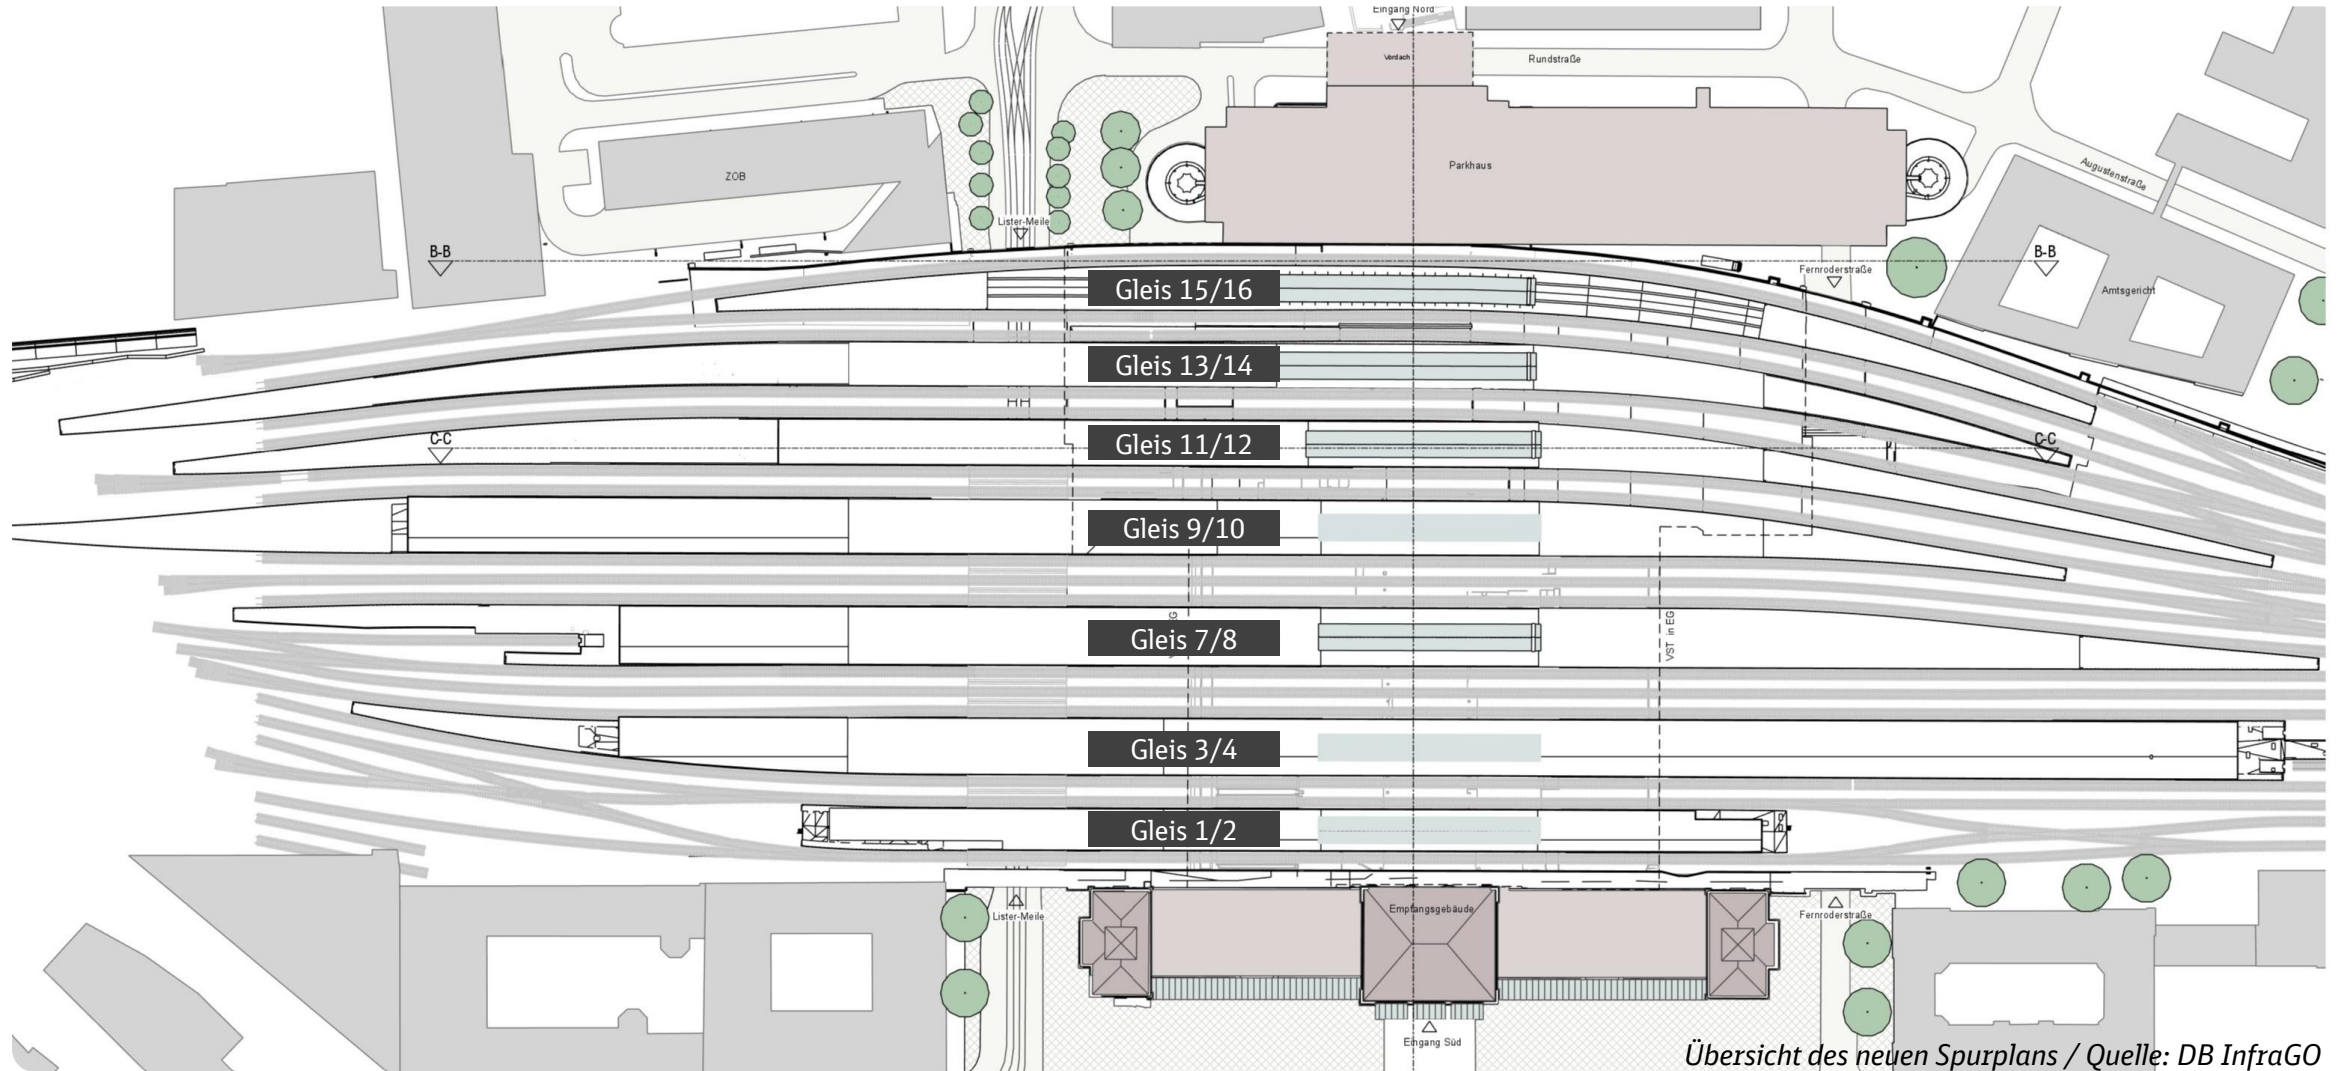 Eingang Nord
Vordach
Rundstraße
Parkhaus
ZOB
Augustenstraße
Lister-Meile
B-B
B-B
Fernroderstraße
Amtsgericht
Gleis 15/16
Gleis 13/14
Gleis 11/12
C-C
C-C
Gleis 9/10
Gleis 7/8
EG
VST in EG
Gleis 3/4
Gleis 1/2
Lister-Meile
Empfangsgebäude
Fernroderstraße
Eingang Süd
Übersicht des neuen Spurplans / Quelle: DB InfraGO